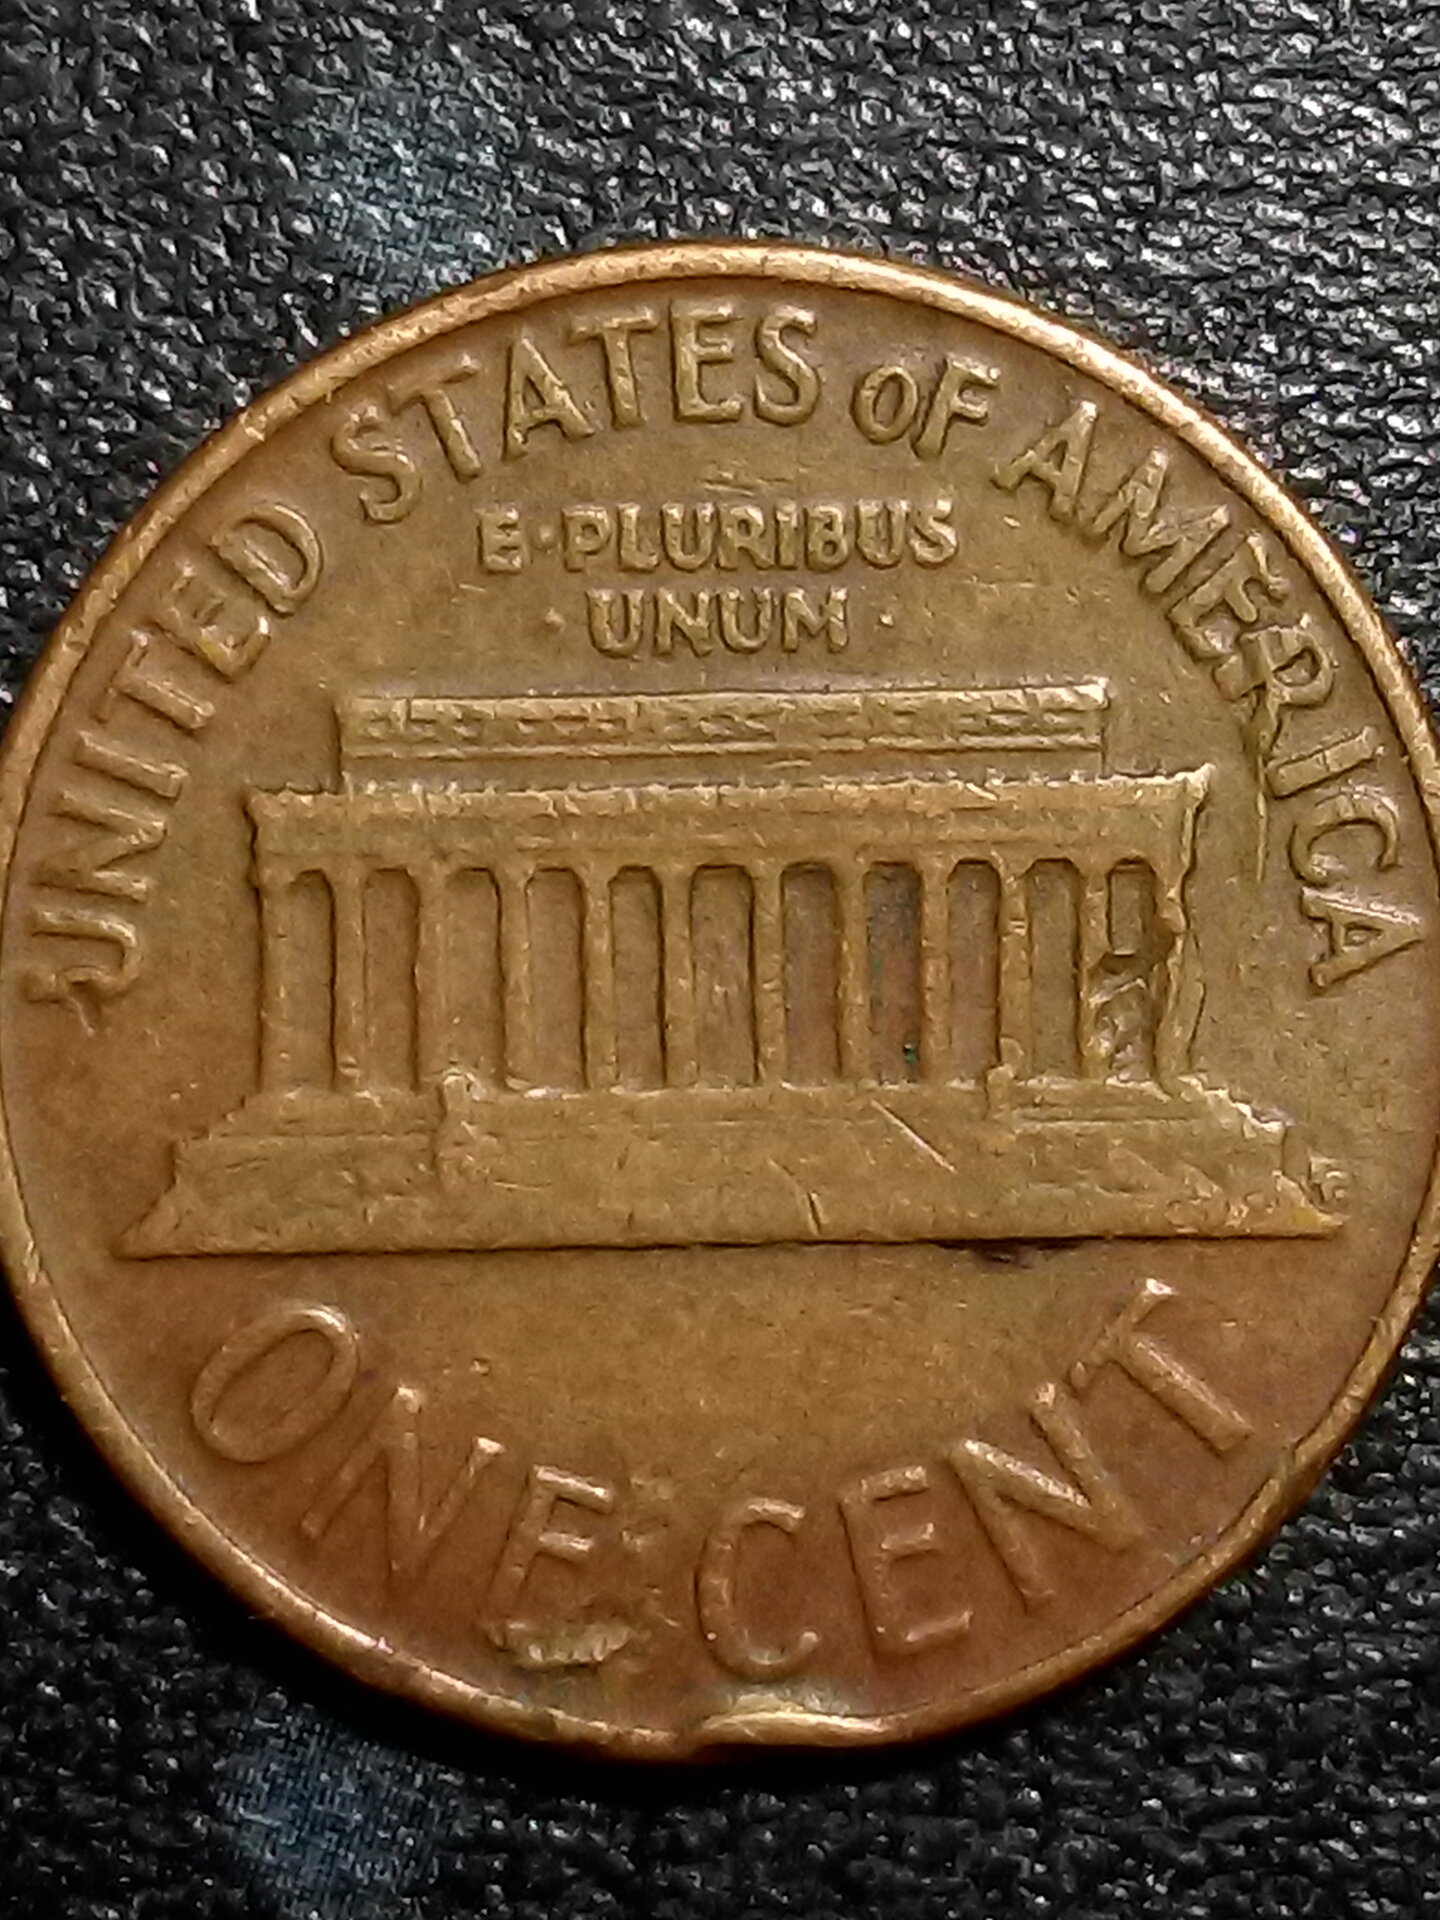 UNITED STATES OF AMERICA
E·PLURIBUS
·UNUM·
ONE CENT